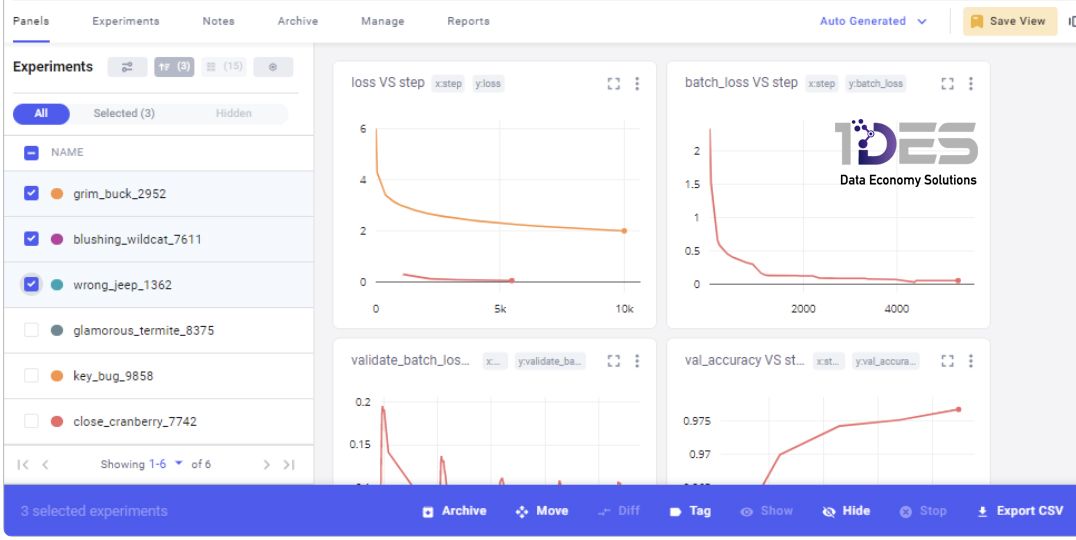 Panels Experiments Notes Archive Manage Reports Auto Generated Save View
Experiments (3) (15)
All Selected (3) Hidden
NAME
grim_buck_2952
blushing_wildcat_7611
wrong_jeep_1362
glamorous_termite_8375
key_bug_9858
close_cranberry_7742
Showing 1-6 of 6
loss VS step x:step y:loss
6
4
2
0
0 5k 10k
batch_loss VS step x:step y:batch_loss
1DES
Data Economy Solutions
2
1.5
1
0.5
0
2000 4000
validate_batch_los... x:... y:validate_ba...
0.2
0.15
val_accuracy VS st... x:st... y:val_accura...
0.975
0.97
3 selected experiments Archive Move Diff Tag Show Hide Stop Export CSV